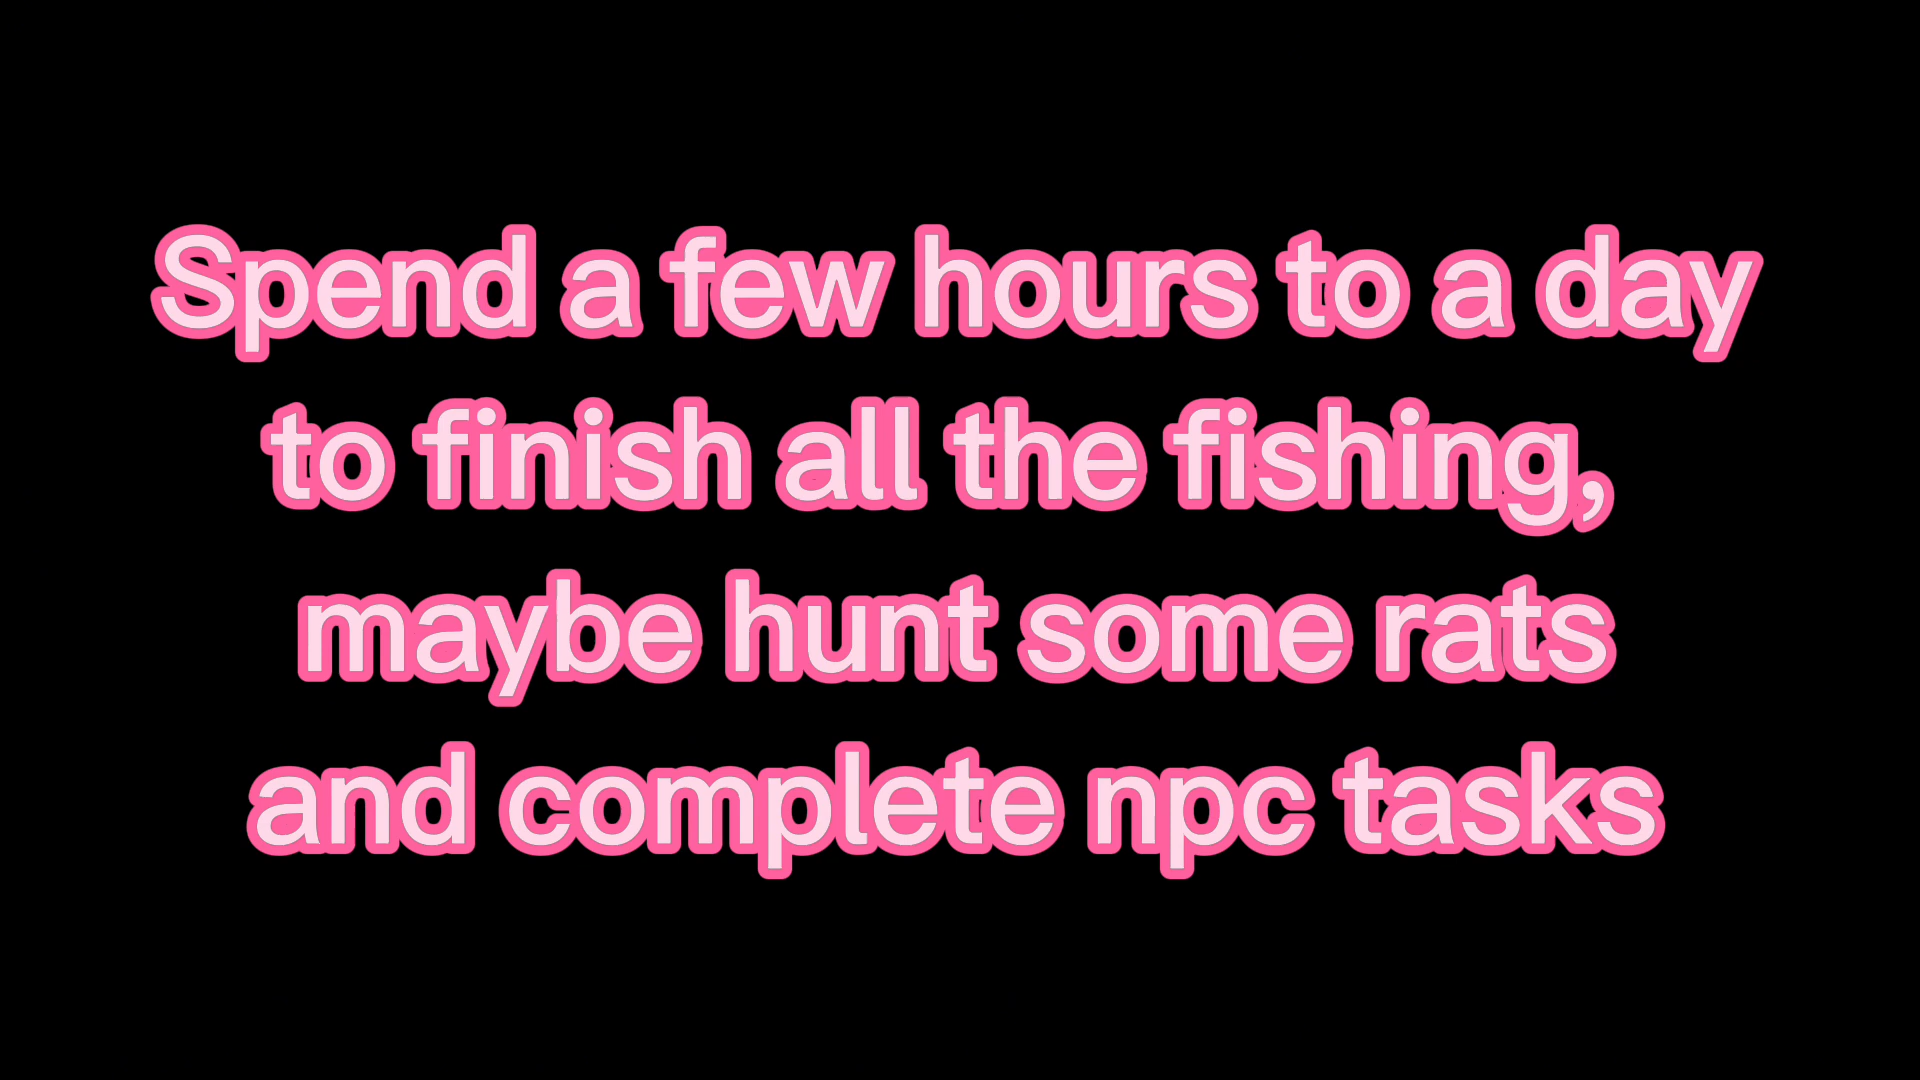 Spend a few hours to a day
to finish all the fishing,
maybe hunt some rats
and complete npc tasks